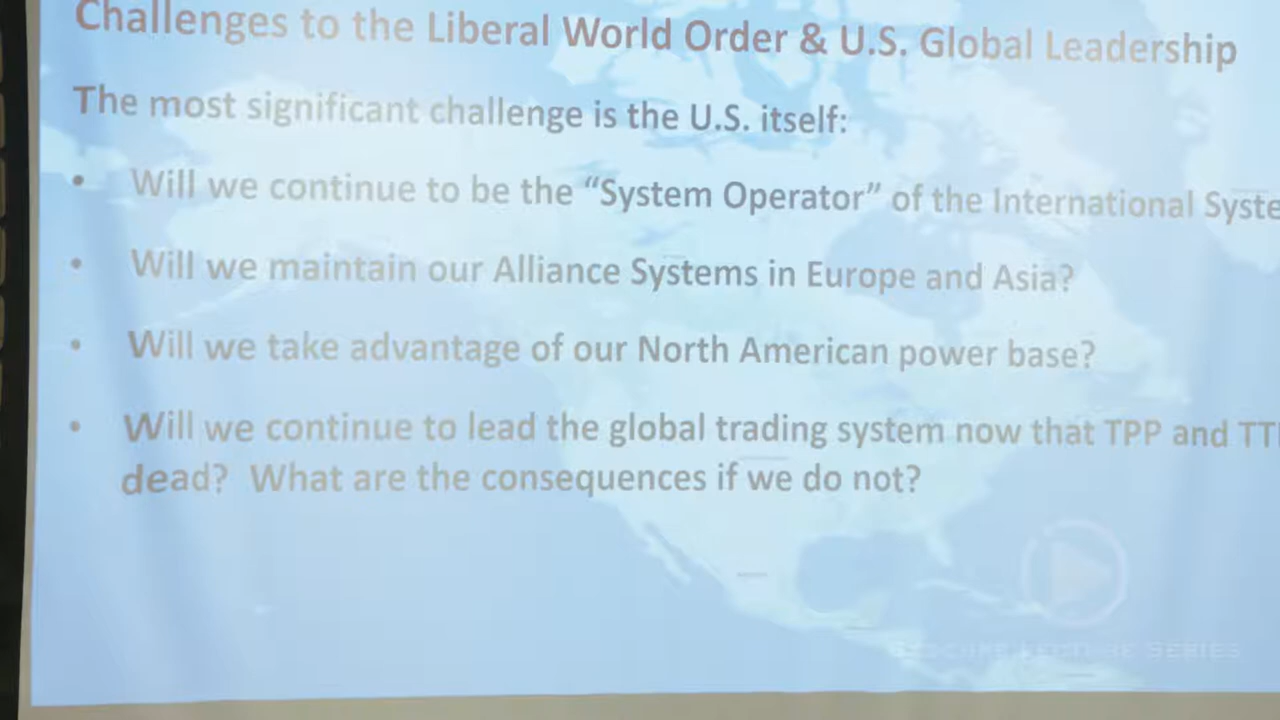 Challenges to the Liberal World Order & U.S. Global Leadership
The most significant challenge is the U.S. itself:
• Will we continue to be the “System Operator” of the International Syste
• Will we maintain our Alliance Systems in Europe and Asia?
• Will we take advantage of our North American power base?
• Will we continue to lead the global trading system now that TPP and TT
dead? What are the consequences if we do not?
LECTURE SERIES